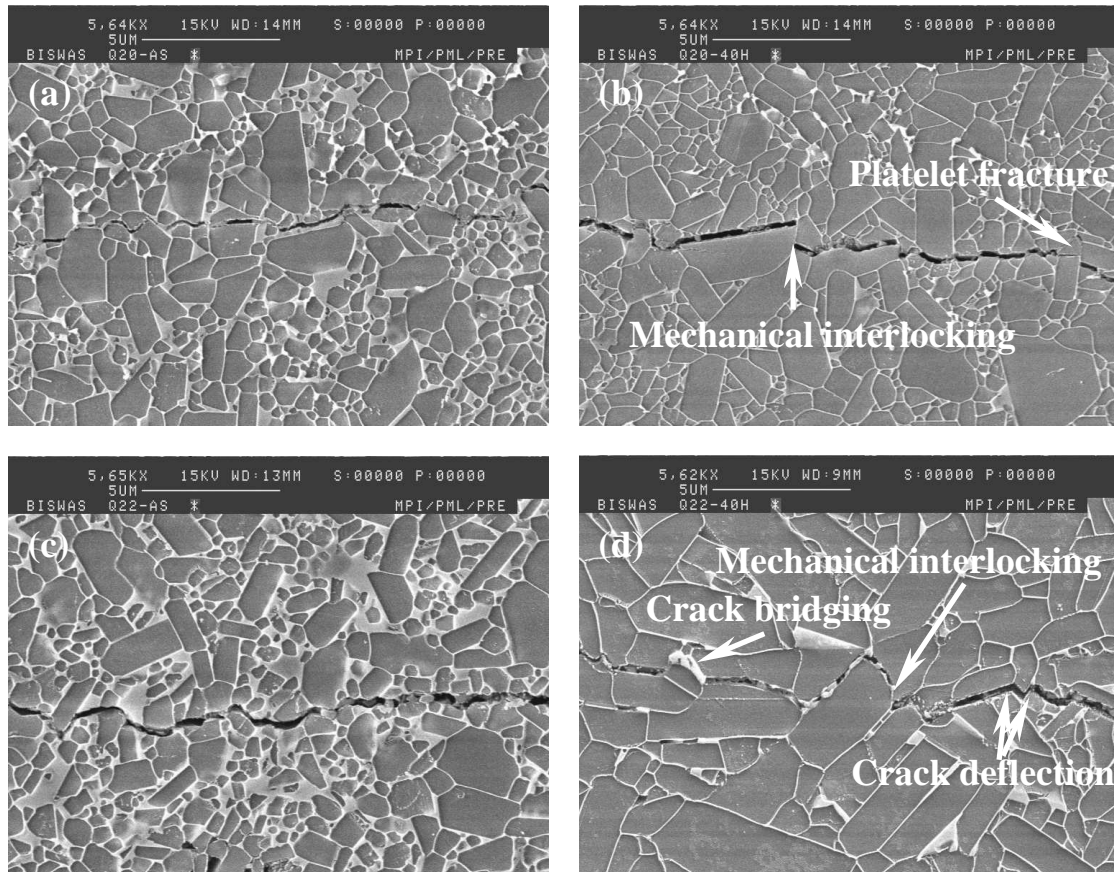 5,64KX 15KV WD:14MM S:00000 P:00000
5UM
BISWAS Q20-AS * MPI/PML/PRE
(a)
5,64KX 15KV WD:14MM S:00000 P:00000
5UM
BISWAS Q20-40H * MPI/PML/PRE
(b)
Platelet fracture
Mechanical interlocking
5,65KX 15KV WD:13MM S:00000 P:00000
5UM
BISWAS Q22-AS * MPI/PML/PRE
(c)
5,62KX 15KV WD:9MM S:00000 P:00000
5UM
BISWAS Q22-40H * MPI/PML/PRE
(d)
Mechanical interlocking
Crack bridging
Crack deflection